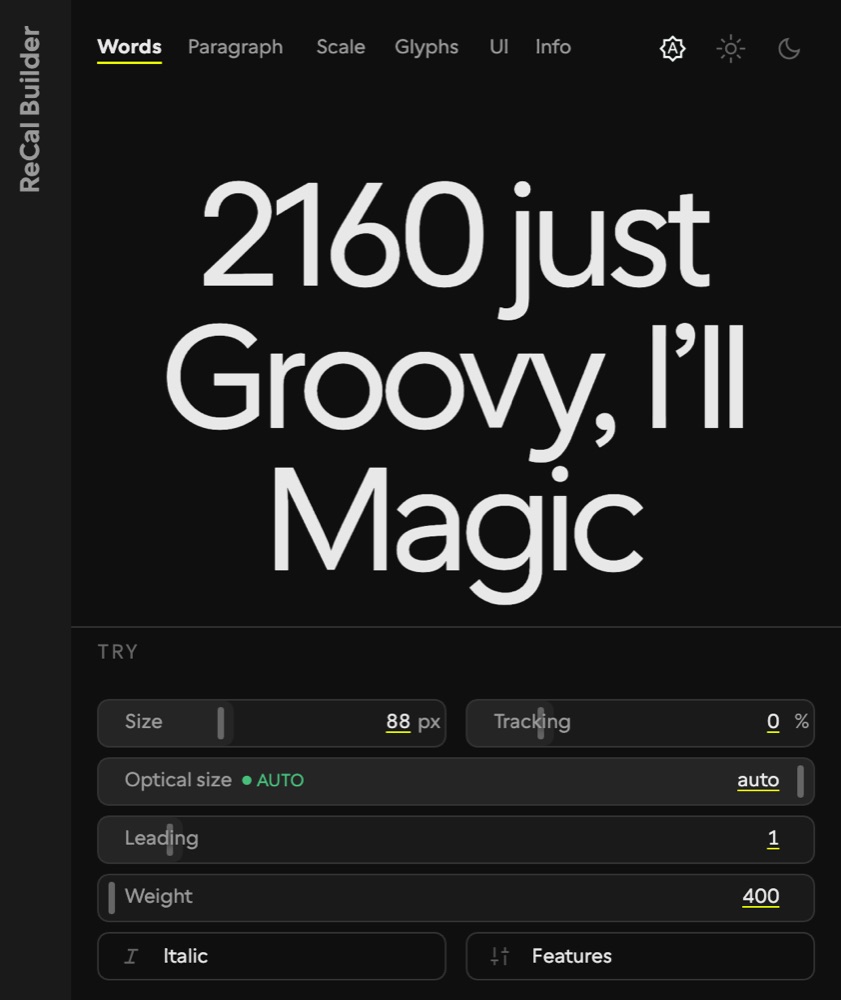 ReCal Builder
Words Paragraph Scale Glyphs UI Info A
2160 just
Groovy, I’ll
Magic
TRY
Size 88 px Tracking 0 %
Optical size AUTO auto
Leading 1
Weight 400
I Italic Features